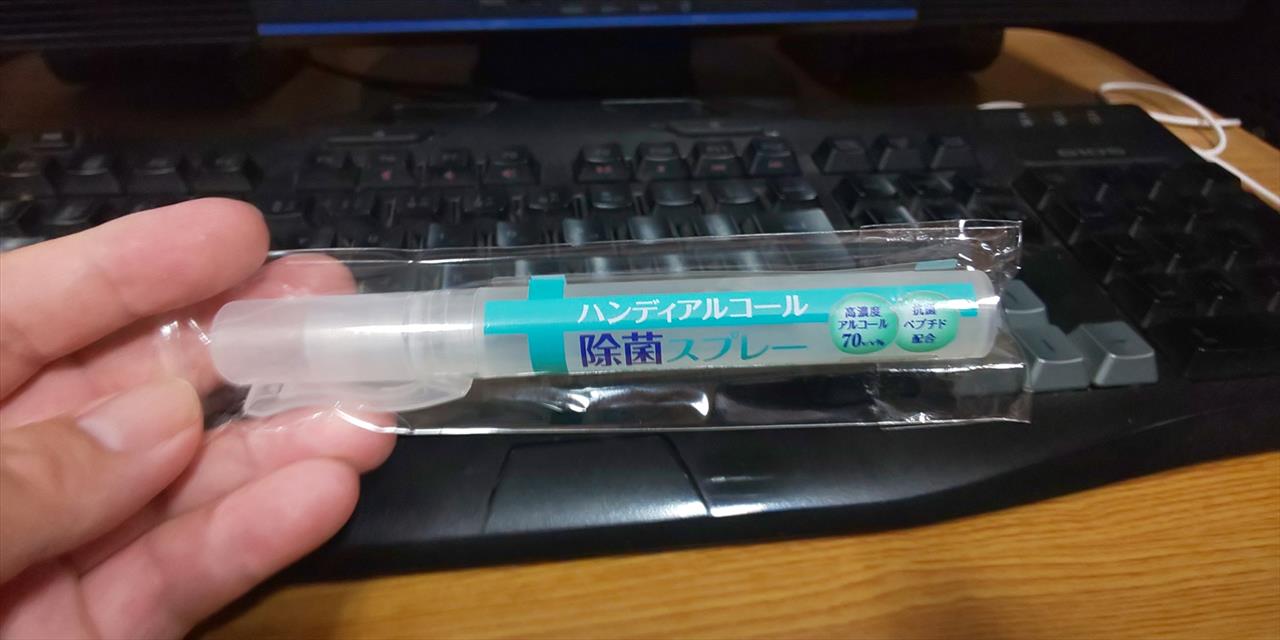 ハンディアルコール
除菌スプレー
高濃度
アルコール
70vol%
抗菌
ペプチド
配合